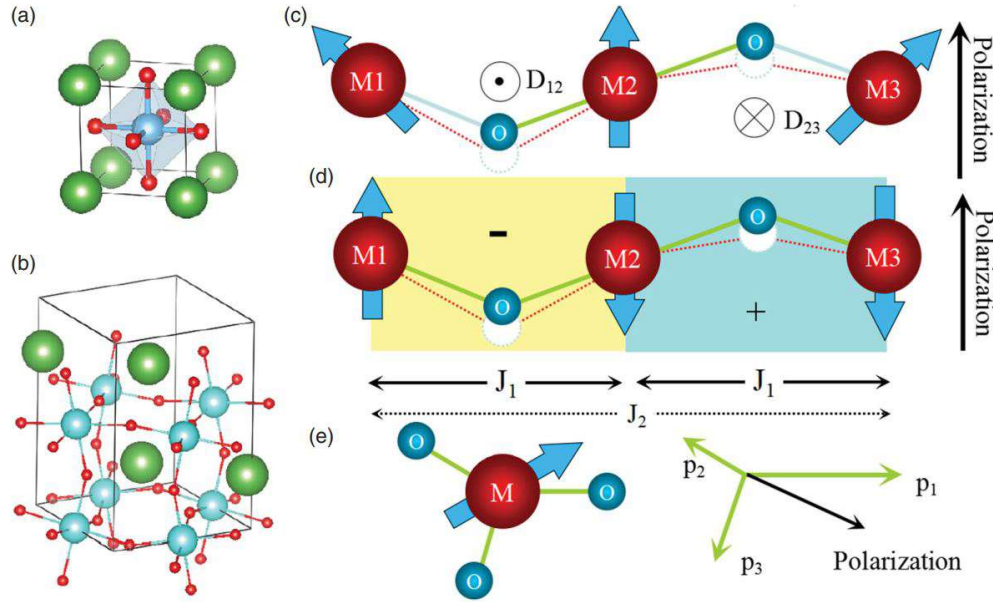 (a)
(b)
(c)
M1
O
D12
M2
O
D23
M3
Polarization
(d)
M1
-
O
M2
O
+
M3
Polarization
J1
J1
J2
(e)
O
M
O
O
p2
p1
p3
Polarization